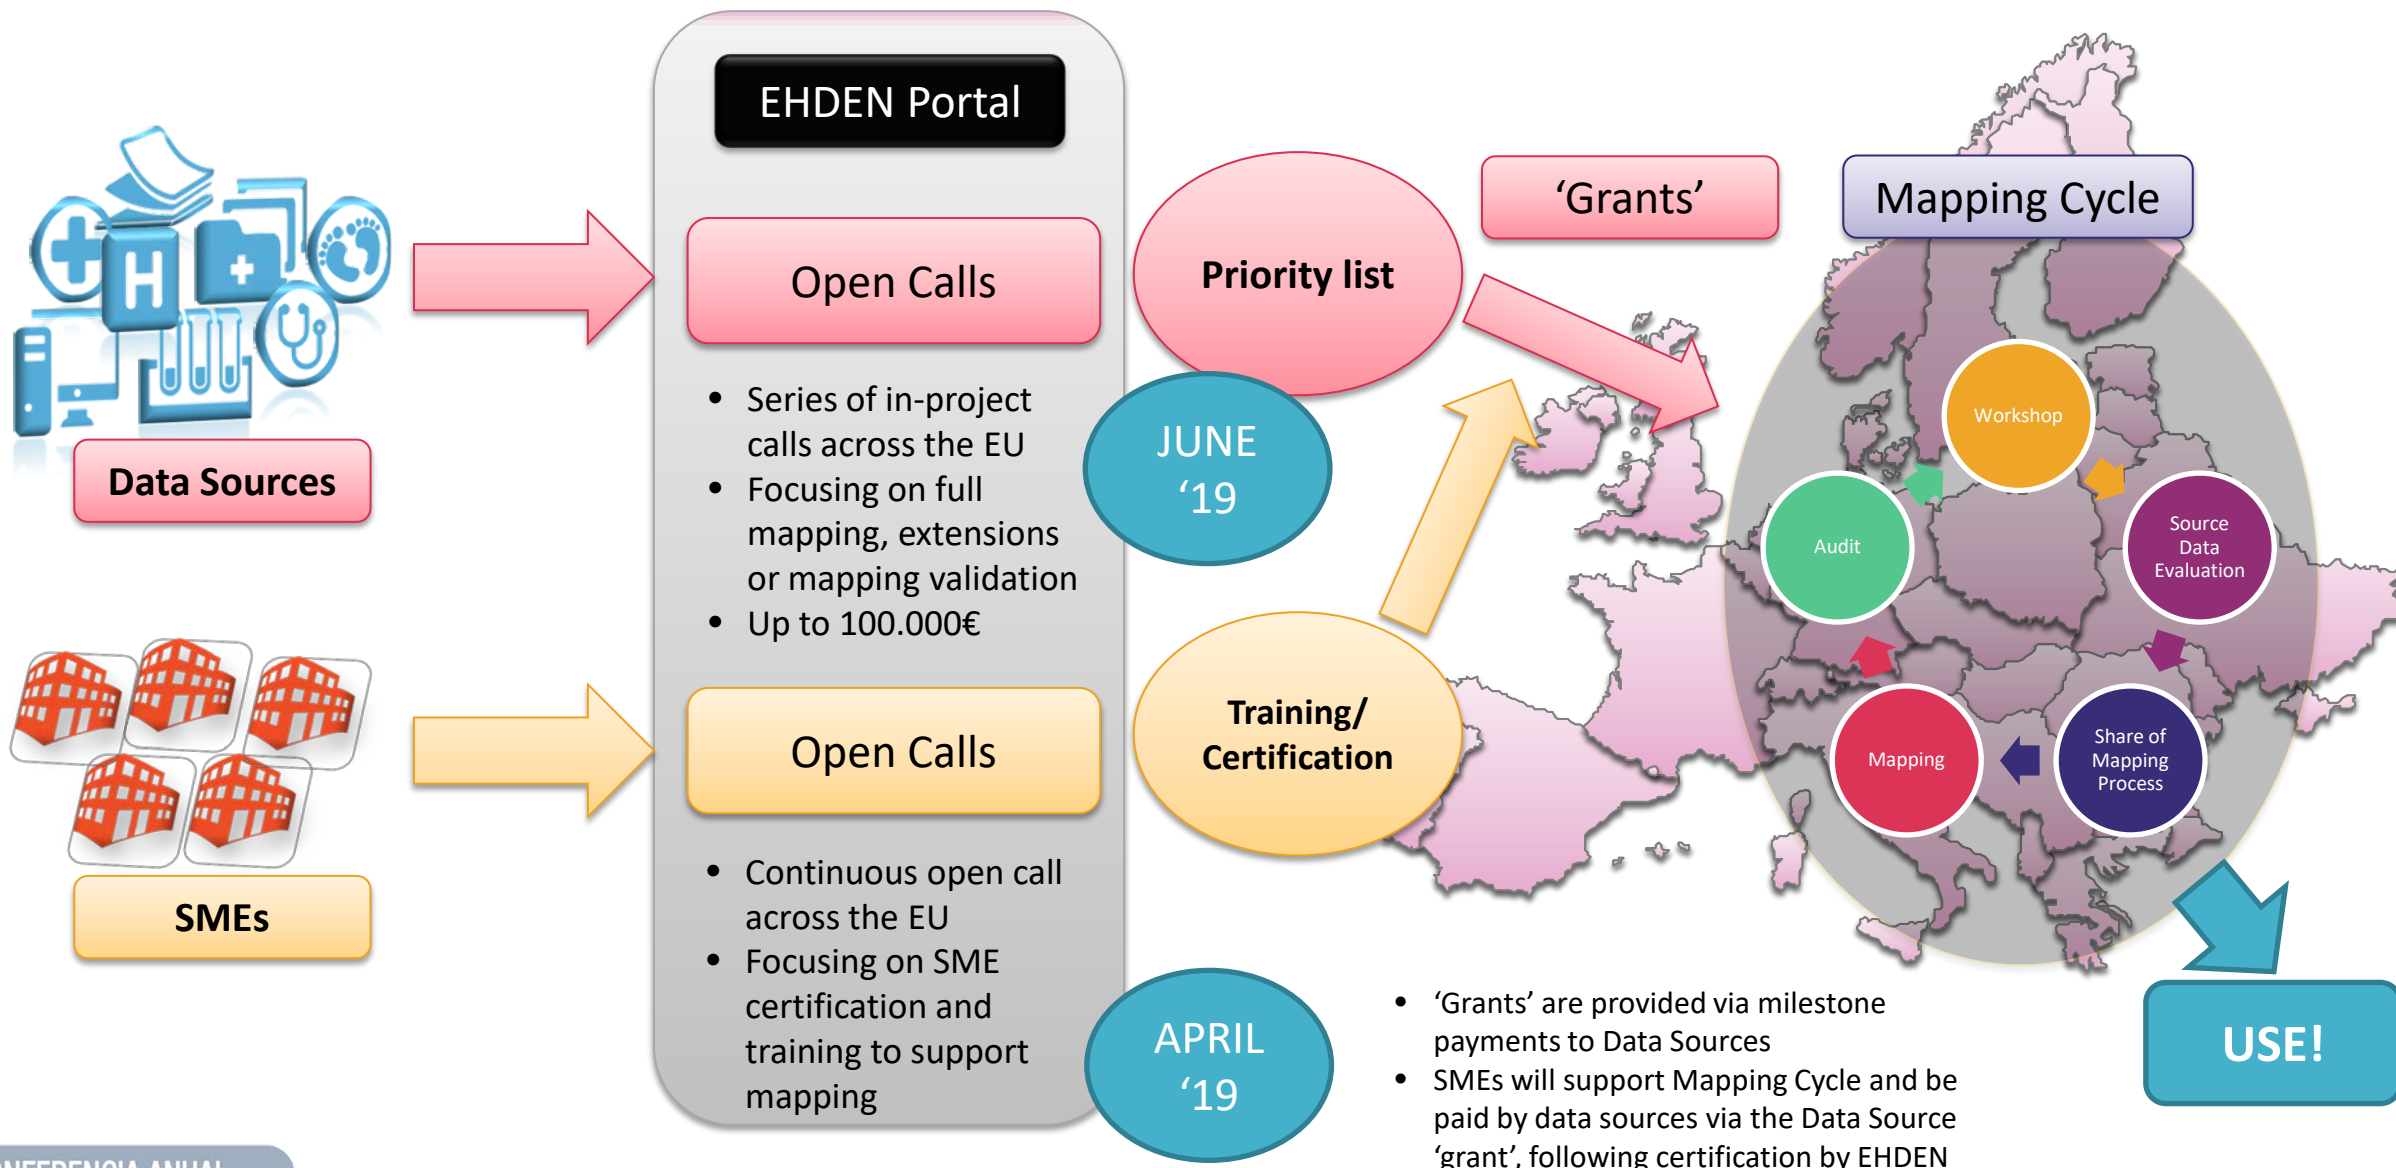 EHDEN Portal
Data Sources
Open Calls
• Series of in-project
calls across the EU
• Focusing on full
mapping, extensions
or mapping validation
• Up to 100.000€
Priority list
JUNE
‘19
‘Grants’
SMEs
Open Calls
• Continuous open call
across the EU
• Focusing on SME
certification and
training to support
mapping
Training/
Certification
APRIL
‘19
Mapping Cycle
Workshop
Source
Data
Evaluation
Share of
Mapping
Process
Mapping
Audit
H
• ‘Grants’ are provided via milestone
payments to Data Sources
• SMEs will support Mapping Cycle and be
paid by data sources via the Data Source
‘grant’, following certification by EHDEN
USE!
ANUAL